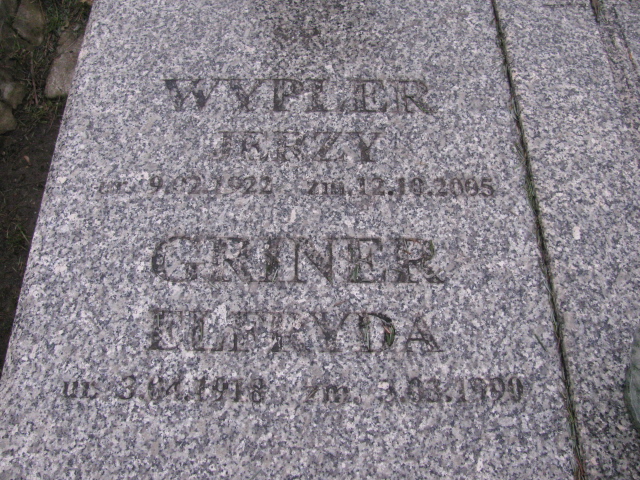 WYPLER
JERZY
ur. 9.02.1922 zm. 12.10.2005
GRINER
ELFRYDA
ur. 3.04.1918 zm. 3.02.1990